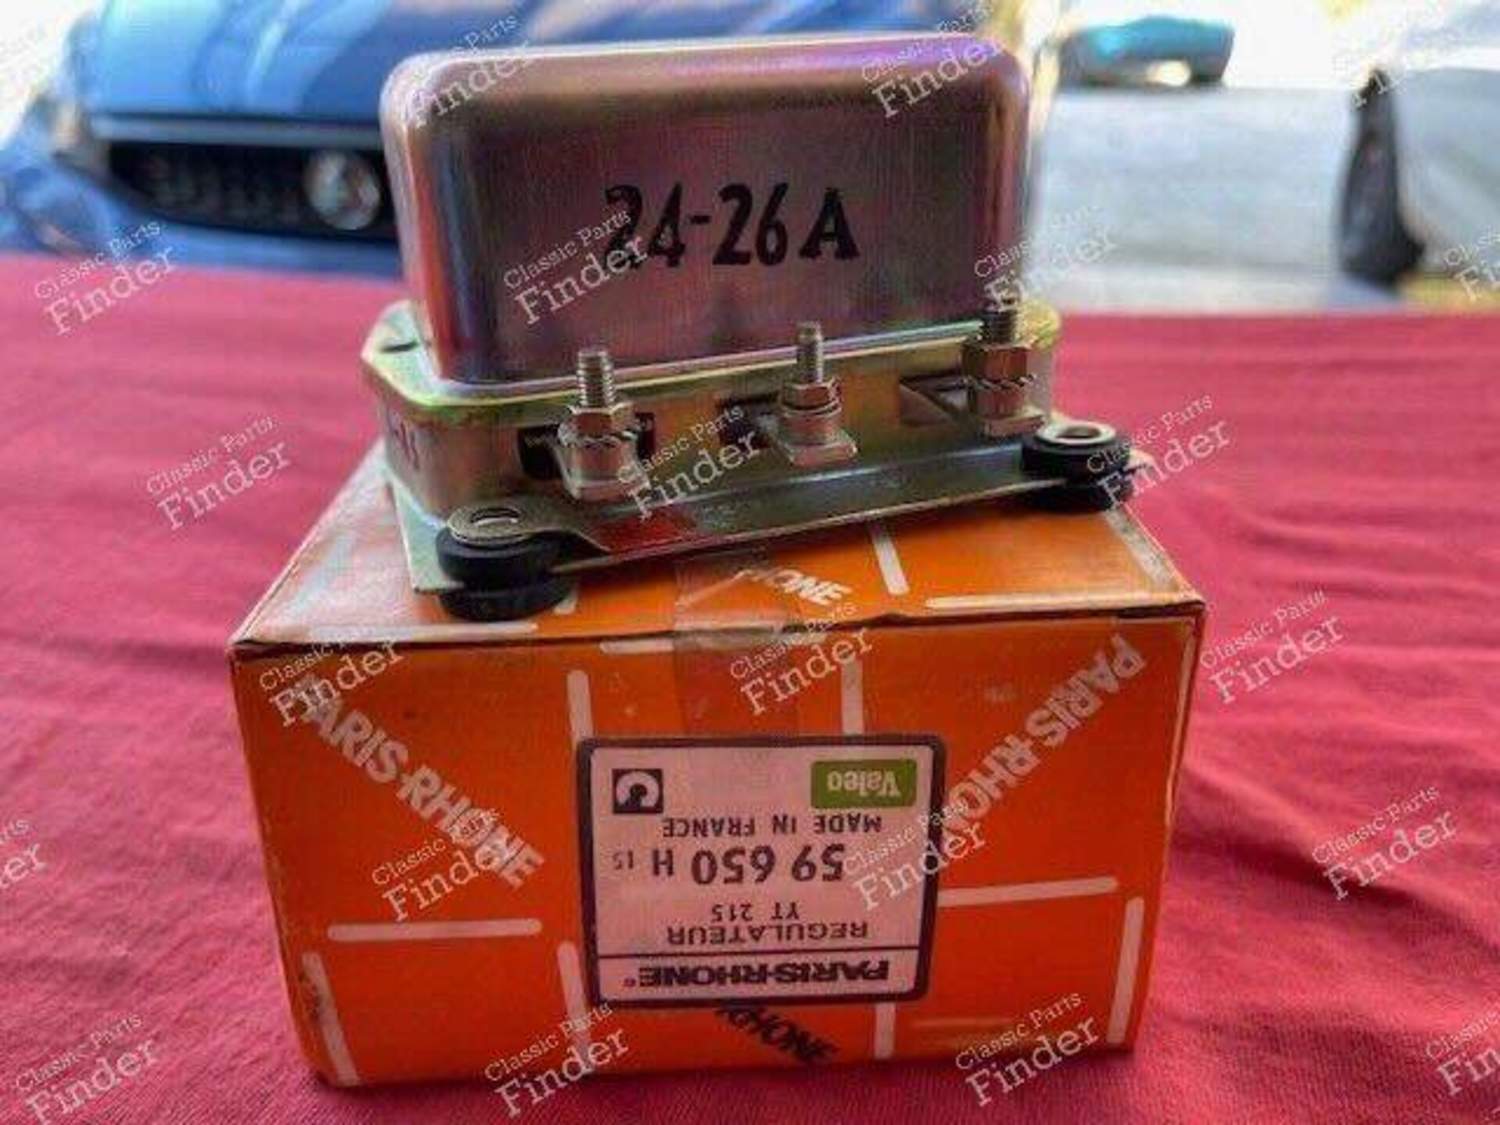 24-26 A
RHONE
PARIS-RHONE
PARIS-RHONE
Valeo
MADE IN FRANCE
59 650 H 15
YT 215
REGULATEUR
PARIS-RHONE
RHONE
Classic Parts
Finder